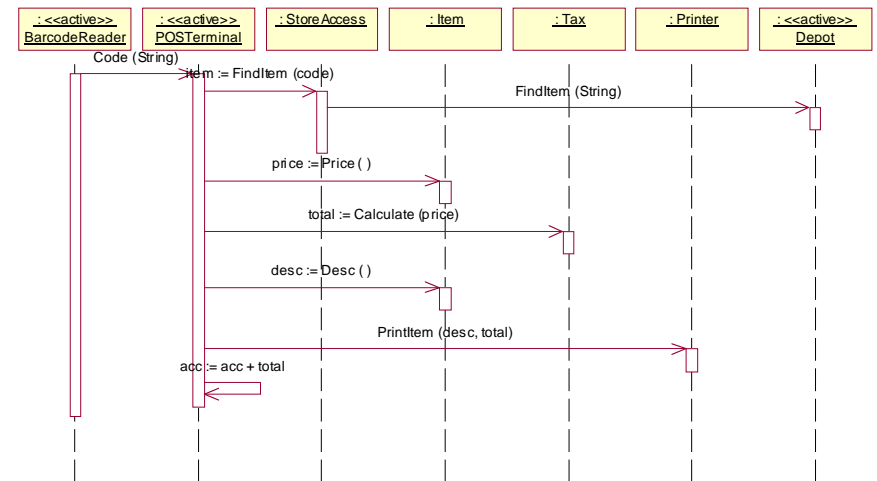 : <<active>> BarcodeReader
: <<active>> POSTerminal
: StoreAccess
: Item
: Tax
: Printer
: <<active>> Depot
Code (String)
item := FindItem (code)
FindItem (String)
price := Price ( )
total := Calculate (price)
desc := Desc ( )
PrintItem (desc, total)
acc := acc + total